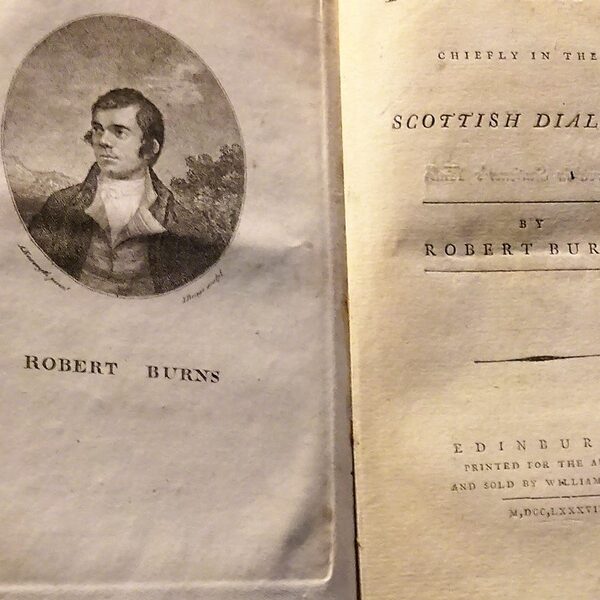 ROBERT BURNS
CHIEFLY IN THE
SCOTTISH DIAL
BY
ROBERT BUR
EDINBUR
PRINTED FOR THE A
AND SOLD BY WILLIAM
M,DCC,LXXXVII